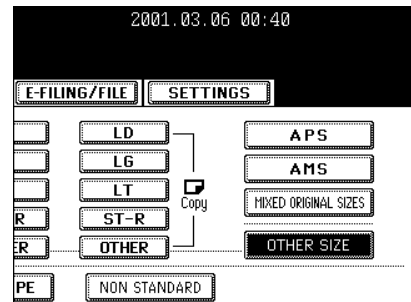 2001.03.06 00:40
E-FILING/FILE SETTINGS
LD APS
LG AMS
LT Copy MIXED ORIGINAL SIZES
R ST-R
ER OTHER OTHER SIZE
PE NON STANDARD